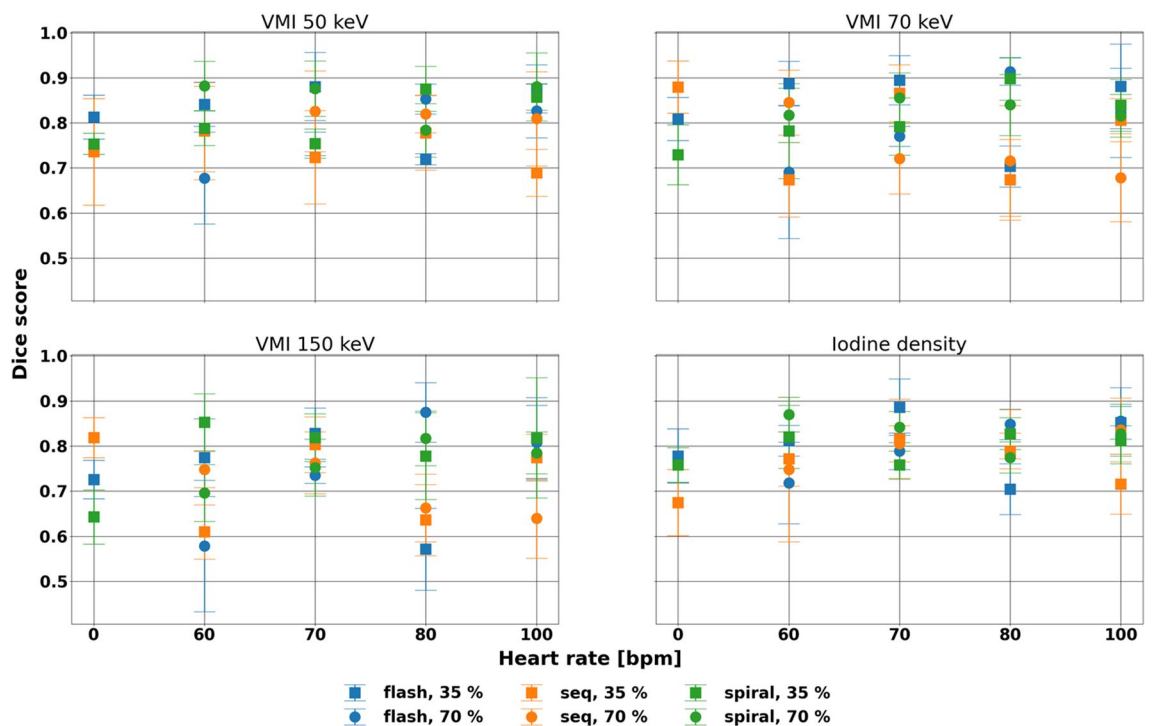 VMI 50 keV
VMI 70 keV
1.0
0.9
0.8
0.7
0.6
0.5
Dice score
VMI 150 keV
Iodine density
1.0
0.9
0.8
0.7
0.6
0.5
0 60 70 80 100
0 60 70 80 100
Heart rate [bpm]
flash, 35 % seq, 35 % spiral, 35 %
flash, 70 % seq, 70 % spiral, 70 %